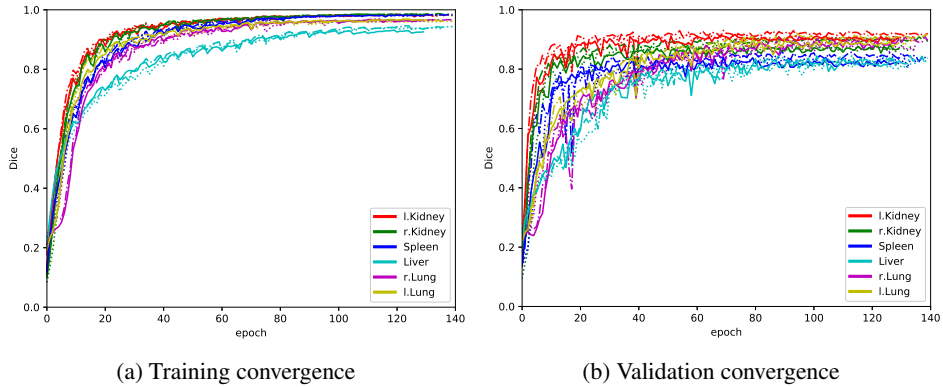 1.0
0.8
0.6
0.4
0.2
0.0
Dice
0 20 40 60 80 100 120 140
epoch
l.Kidney
r.Kidney
Spleen
Liver
r.Lung
l.Lung
(a) Training convergence
1.0
0.8
0.6
0.4
0.2
0.0
Dice
0 20 40 60 80 100 120 140
epoch
l.Kidney
r.Kidney
Spleen
Liver
r.Lung
l.Lung
(b) Validation convergence